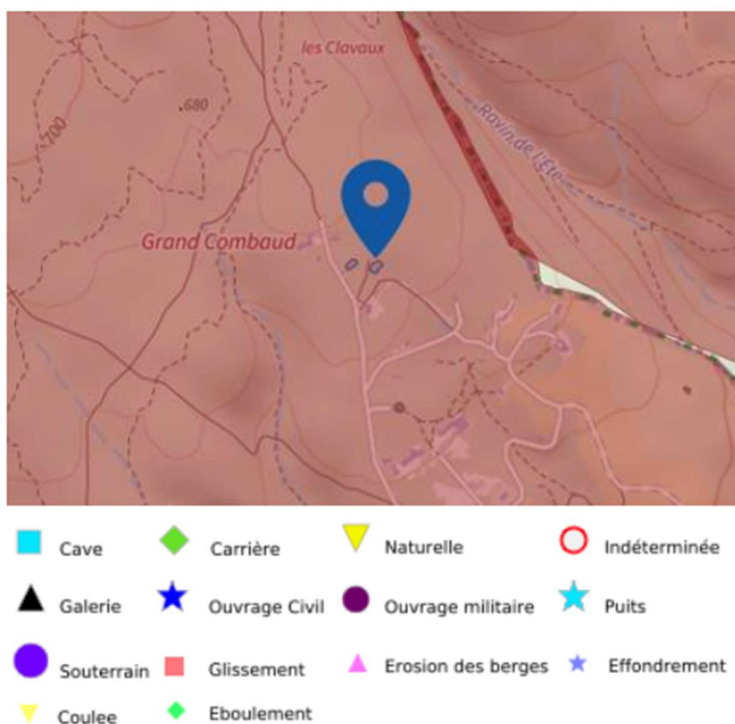 les Clavaux
.680
700
Ravin de l'Ete
Grand Combaud
Cave
Carrière
Naturelle
Indéterminée
Galerie
Ouvrage Civil
Ouvrage militaire
Puits
Souterrain
Glissement
Erosion des berges
Effondrement
Coulee
Eboulement